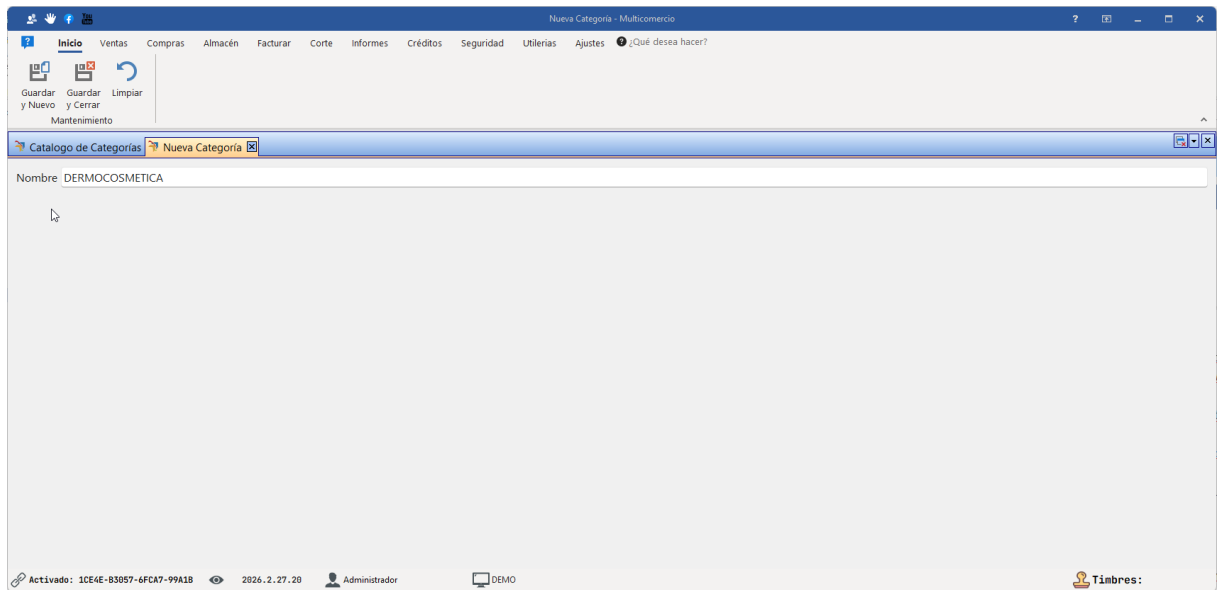 Nueva Categoría - Multicomercio
Inicio Ventas Compras Almacén Facturar Corte Informes Créditos Seguridad Utilerias Ajustes ¿Qué desea hacer?
Guardar y Nuevo
Guardar y Cerrar
Limpiar
Mantenimiento
Catalogo de Categorías Nueva Categoría
Nombre DERMOCOSMETICA
Activado: 1CE4E-B3057-6FCA7-99A1B 2026.2.27.20 Administrador DEMO Timbres: